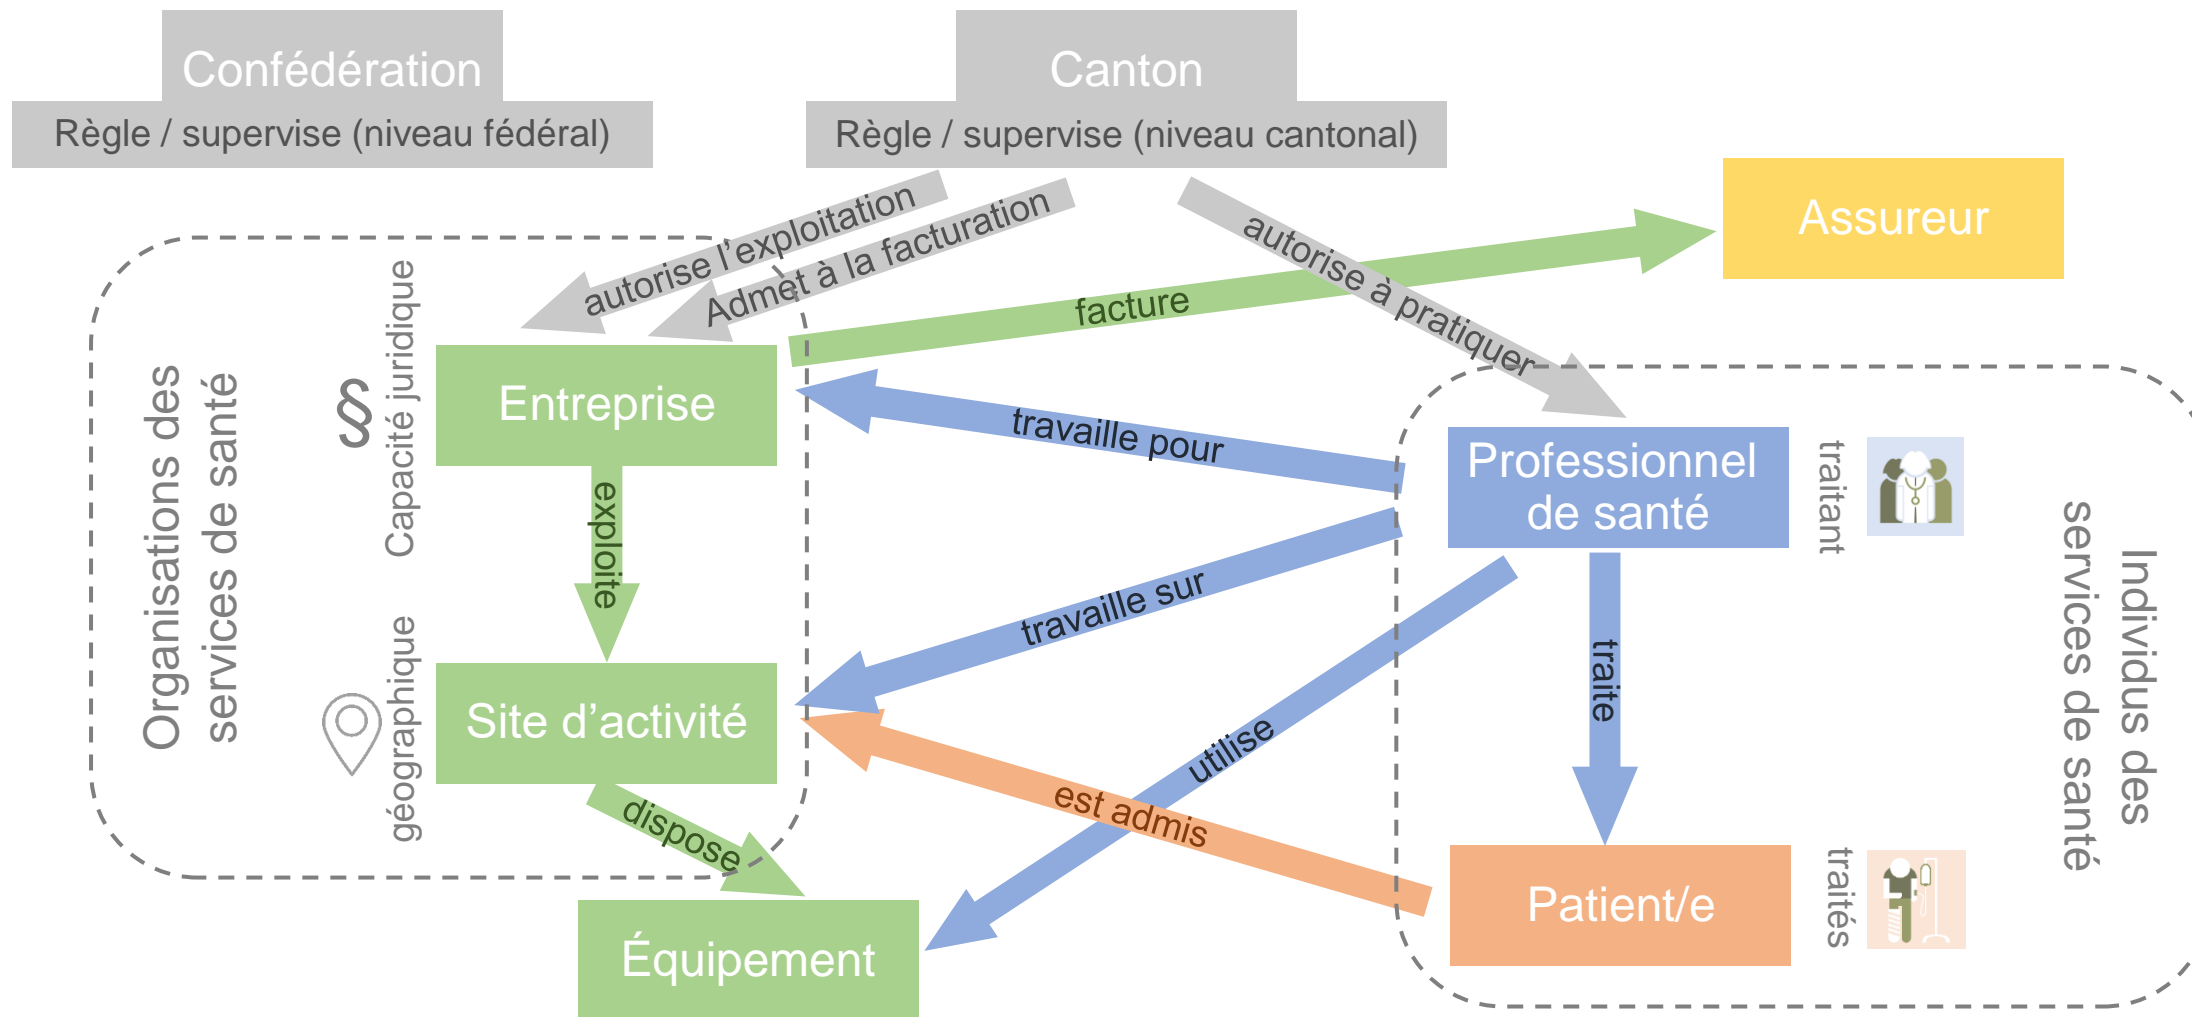 Confédération
Règle / supervise (niveau fédéral)
Canton
Règle / supervise (niveau cantonal)
Assureur
autorise l’exploitation
Admet à la facturation
autorise à pratiquer
facture
Organisations des
services de santé
§
Capacité juridique
Entreprise
travaille pour
Professionnel
de santé
traitant
Individus des
services de santé
exploite
travaille sur
géographique
Site d’activité
traite
utilise
est admis
dispose
Patient/e
traités
Équipement